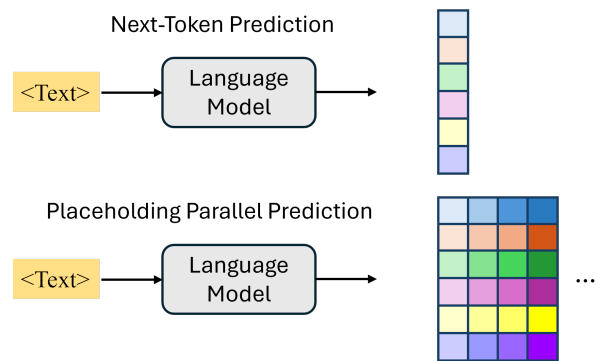 Next-Token Prediction
<Text>
Language
Model
Placeholding Parallel Prediction
<Text>
Language
Model
...